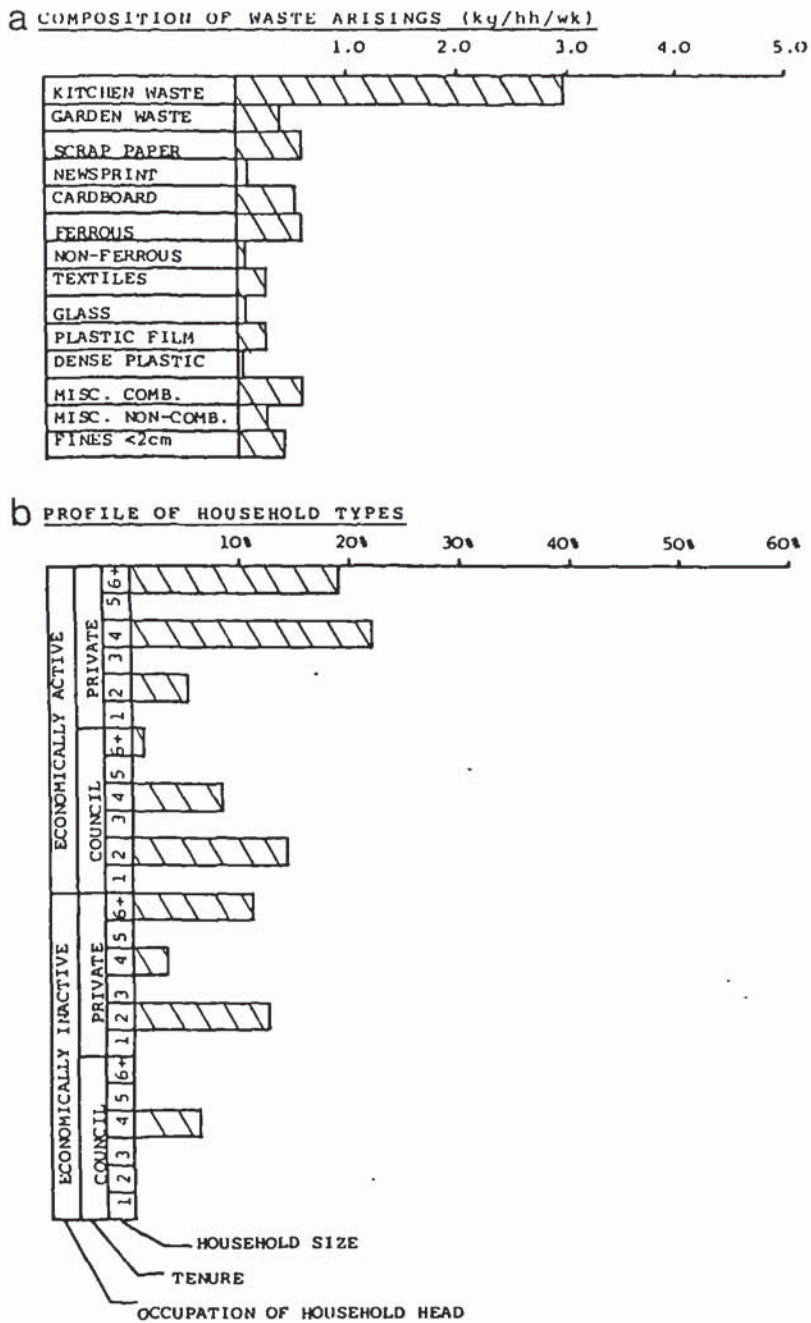 a COMPOSITION OF WASTE ARISINGS (kg/hh/wk)
1.0 2.0 3.0 4.0 5.0
KITCHEN WASTE
GARDEN WASTE
SCRAP PAPER
NEWSPRINT
CARDBOARD
FERROUS
NON-FERROUS
TEXTILES
GLASS
PLASTIC FILM
DENSE PLASTIC
MISC. COMB.
MISC. NON-COMB.
FINES <2cm
b PROFILE OF HOUSEHOLD TYPES
10% 20% 30% 40% 50% 60%
ECONOMICALLY ACTIVE
PRIVATE
6+
5
4
3
2
1
COUNCIL
6+
5
4
3
2
1
ECONOMICALLY INACTIVE
PRIVATE
6+
5
4
3
2
1
COUNCIL
6+
5
4
3
2
1
HOUSEHOLD SIZE
TENURE
OCCUPATION OF HOUSEHOLD HEAD